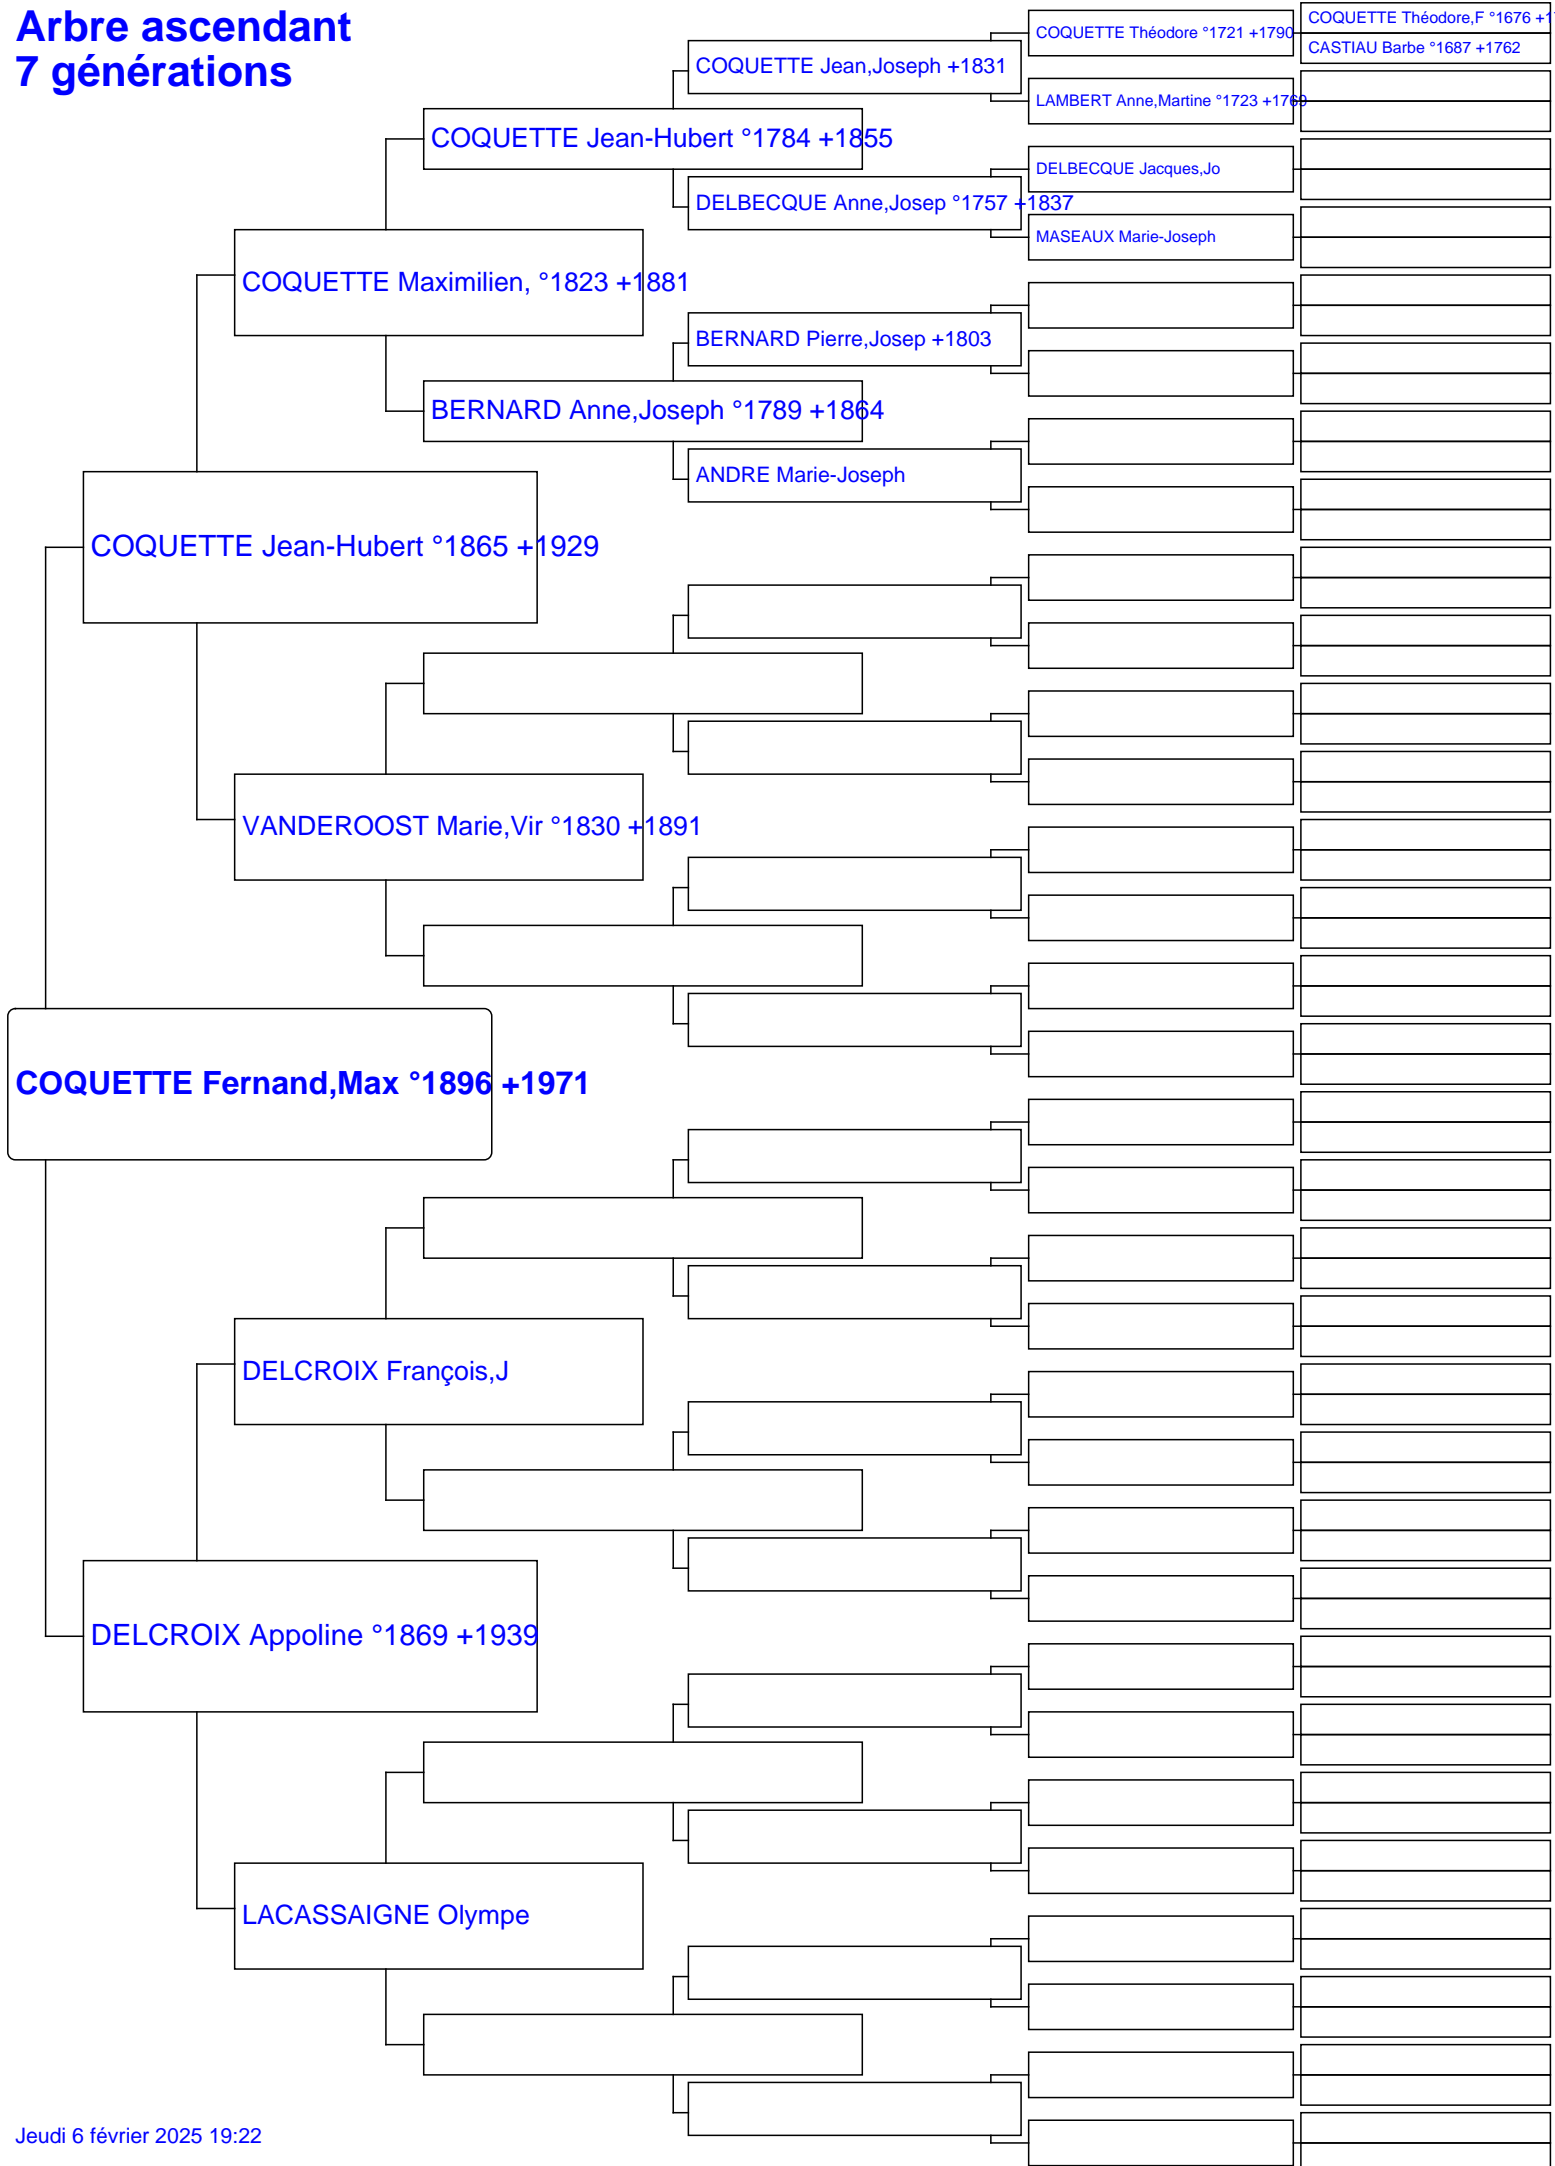 Arbre ascendant
7 générations
COQUETTE Théodore,F °1676 +1
COQUETTE Théodore °1721 +1790
CASTIAU Barbe °1687 +1762
COQUETTE Jean,Joseph +1831
LAMBERT Anne,Martine °1723 +1769
COQUETTE Jean-Hubert °1784 +1855
DELBECQUE Jacques,Jo
DELBECQUE Anne,Josep °1757 +1837
MASEAUX Marie-Joseph
COQUETTE Maximilien, °1823 +1881
BERNARD Pierre,Josep +1803
BERNARD Anne,Joseph °1789 +1864
ANDRE Marie-Joseph
COQUETTE Jean-Hubert °1865 +1929
VANDEROOST Marie,Vir °1830 +1891
COQUETTE Fernand,Max °1896 +1971
DELCROIX François,J
DELCROIX Appoline °1869 +1939
LACASSAIGNE Olympe
Jeudi 6 février 2025 19:22